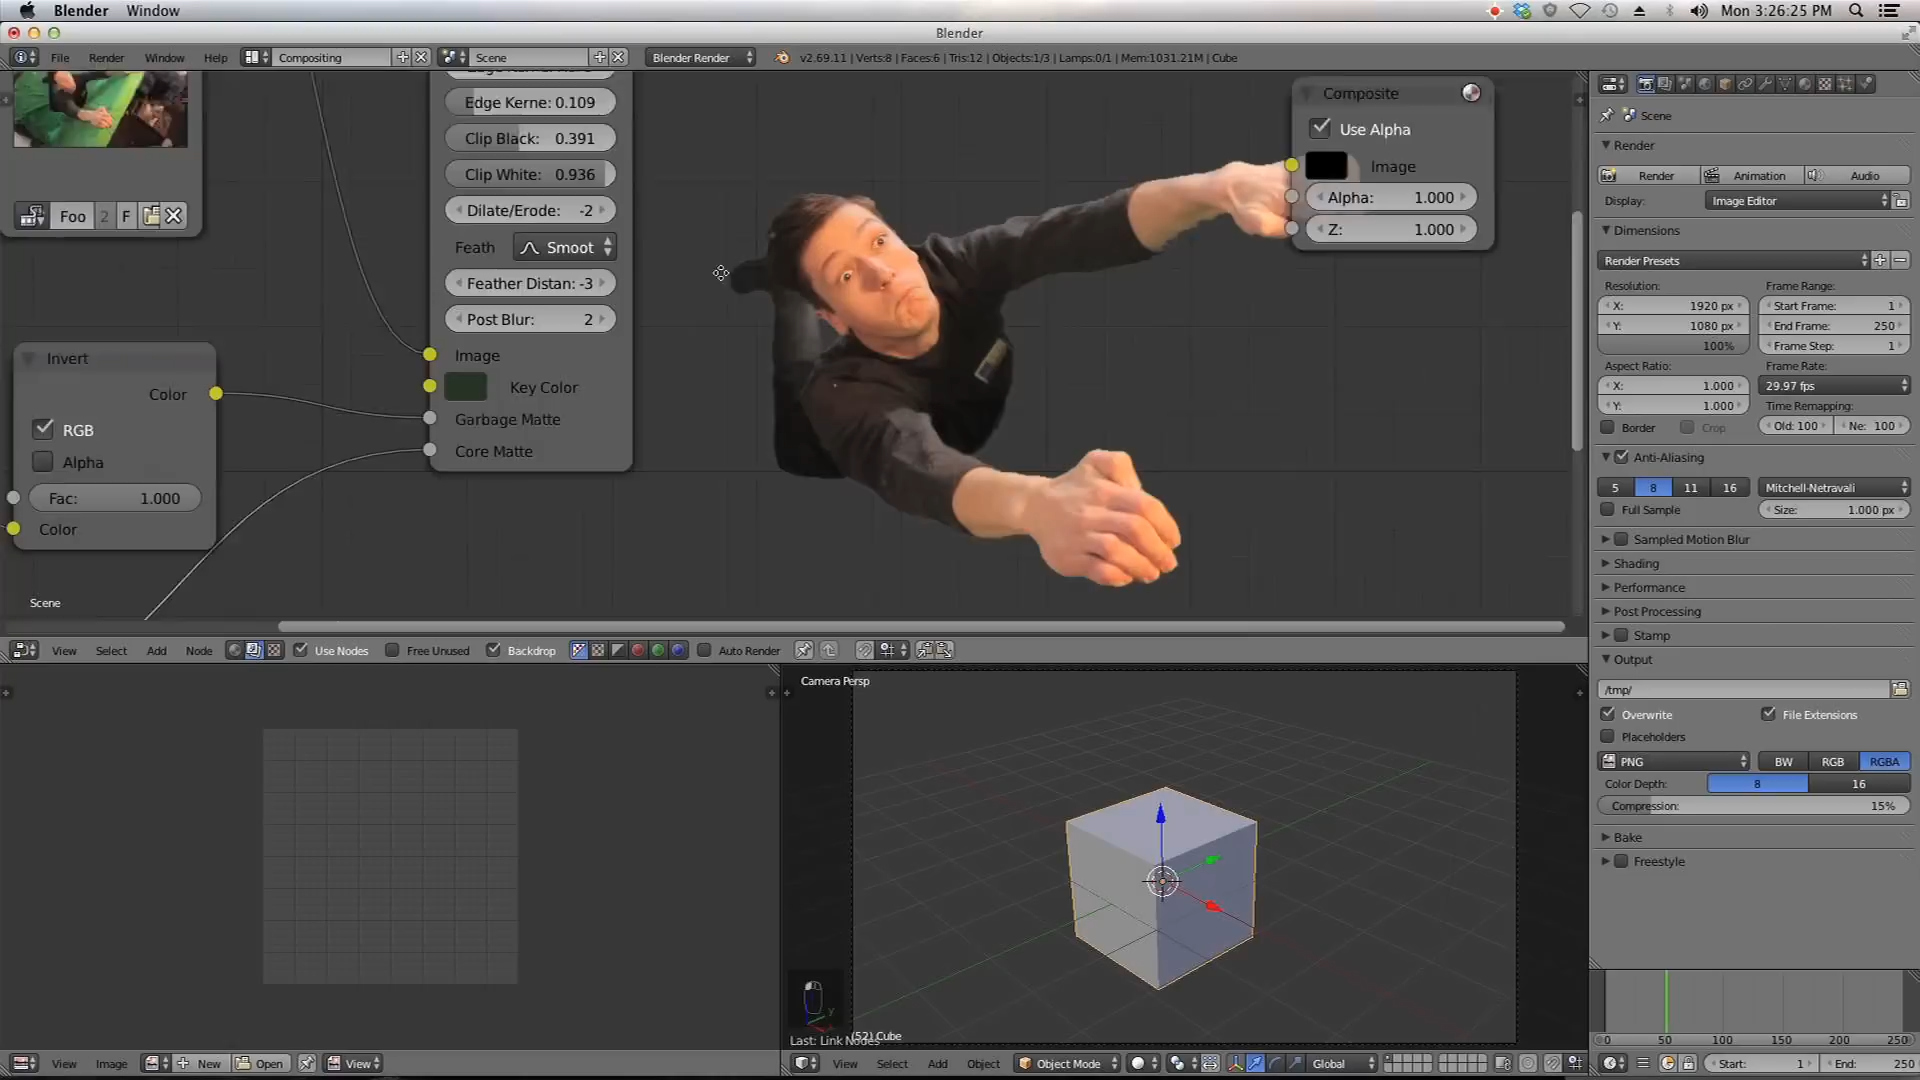 Blender Window Mon 3:26:25 PM
Blender
File Render Window Help Compositing Scene Blender Render v2.69.11 | Verts:8 | Faces:6 | Tris:12 | Objects:1/3 | Lamps:0/1 | Mem:1031.21M | Cube
Edge Kerne: 0.109
Clip Black: 0.391
Clip White: 0.936
Dilate/Erode: -2
Feath Smoot
Feather Distan: -3
Post Blur: 2
Image
Key Color
Garbage Matte
Core Matte
Foo 2 F
Invert
Color
RGB
Alpha
Fac: 1.000
Color
Scene
Composite
Use Alpha
Image
Alpha: 1.000
Z: 1.000
View Select Add Node Use Nodes Free Unused Backdrop Auto Render
Camera Persp
(52) Cube
Last: Link Nodes
View Image New Open View
View Select Add Object Object Mode Global
Scene
Render
Render Animation Audio
Display: Image Editor
Dimensions
Render Presets
Resolution: Frame Range:
X: 1920 px Start Frame: 1
Y: 1080 px End Frame: 250
100% Frame Step: 1
Aspect Ratio: Frame Rate:
X: 1.000 29.97 fps
Y: 1.000 Time Remapping:
Border Crop Old: 100 Ne: 100
Anti-Aliasing
5 8 11 16 Mitchell-Netravali
Full Sample Size: 1.000 px
Sampled Motion Blur
Shading
Performance
Post Processing
Stamp
Output
/tmp/
Overwrite File Extensions
Placeholders
PNG BW RGB RGBA
Color Depth: 8 16
Compression: 15%
Bake
Freestyle
0 50 100 150 200 250
Start: 1 End: 250